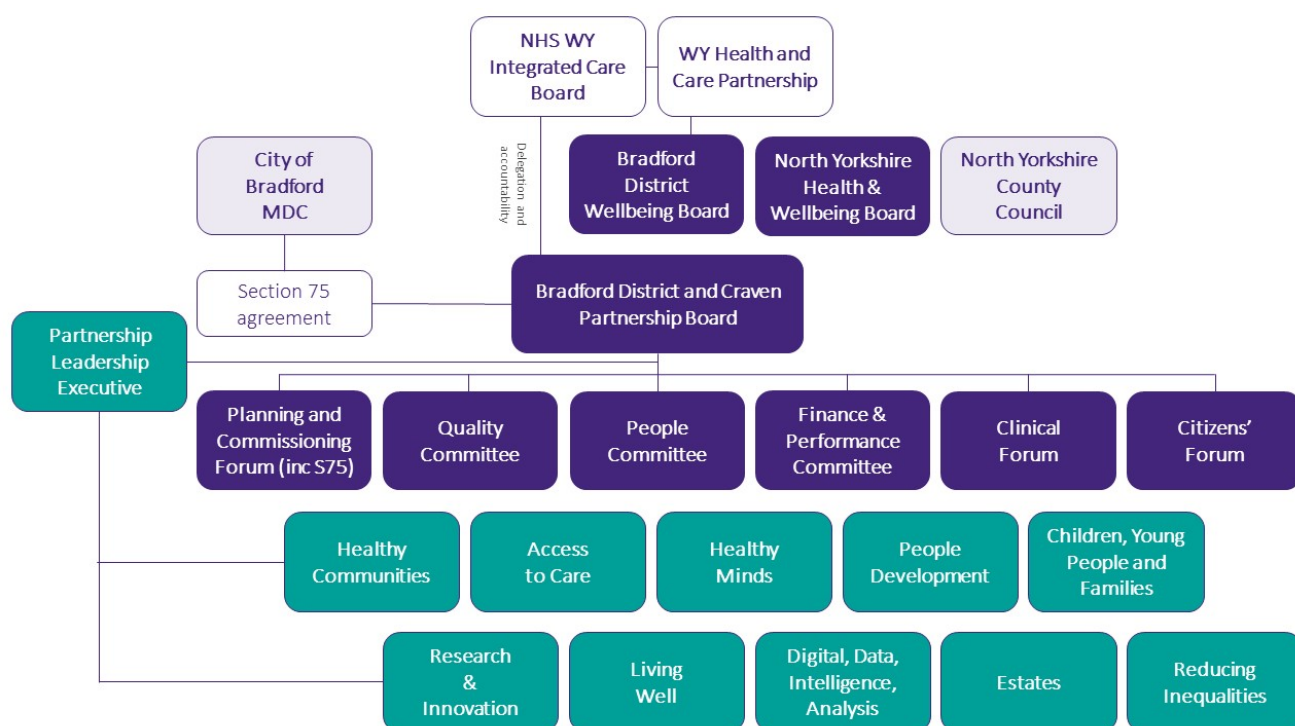 NHS WY
Integrated Care
Board
WY Health and
Care Partnership
Delegation and
accountability
City of
Bradford
MDC
Bradford
District
Wellbeing Board
North Yorkshire
Health &
Wellbeing Board
North Yorkshire
County
Council
Section 75
agreement
Bradford District and Craven
Partnership Board
Partnership
Leadership
Executive
Planning and
Commissioning
Forum (inc S75)
Quality
Committee
People
Committee
Finance &
Performance
Committee
Clinical
Forum
Citizens’
Forum
Healthy
Communities
Access
to Care
Healthy
Minds
People
Development
Children, Young
People and
Families
Research
&
Innovation
Living
Well
Digital, Data,
Intelligence,
Analysis
Estates
Reducing
Inequalities